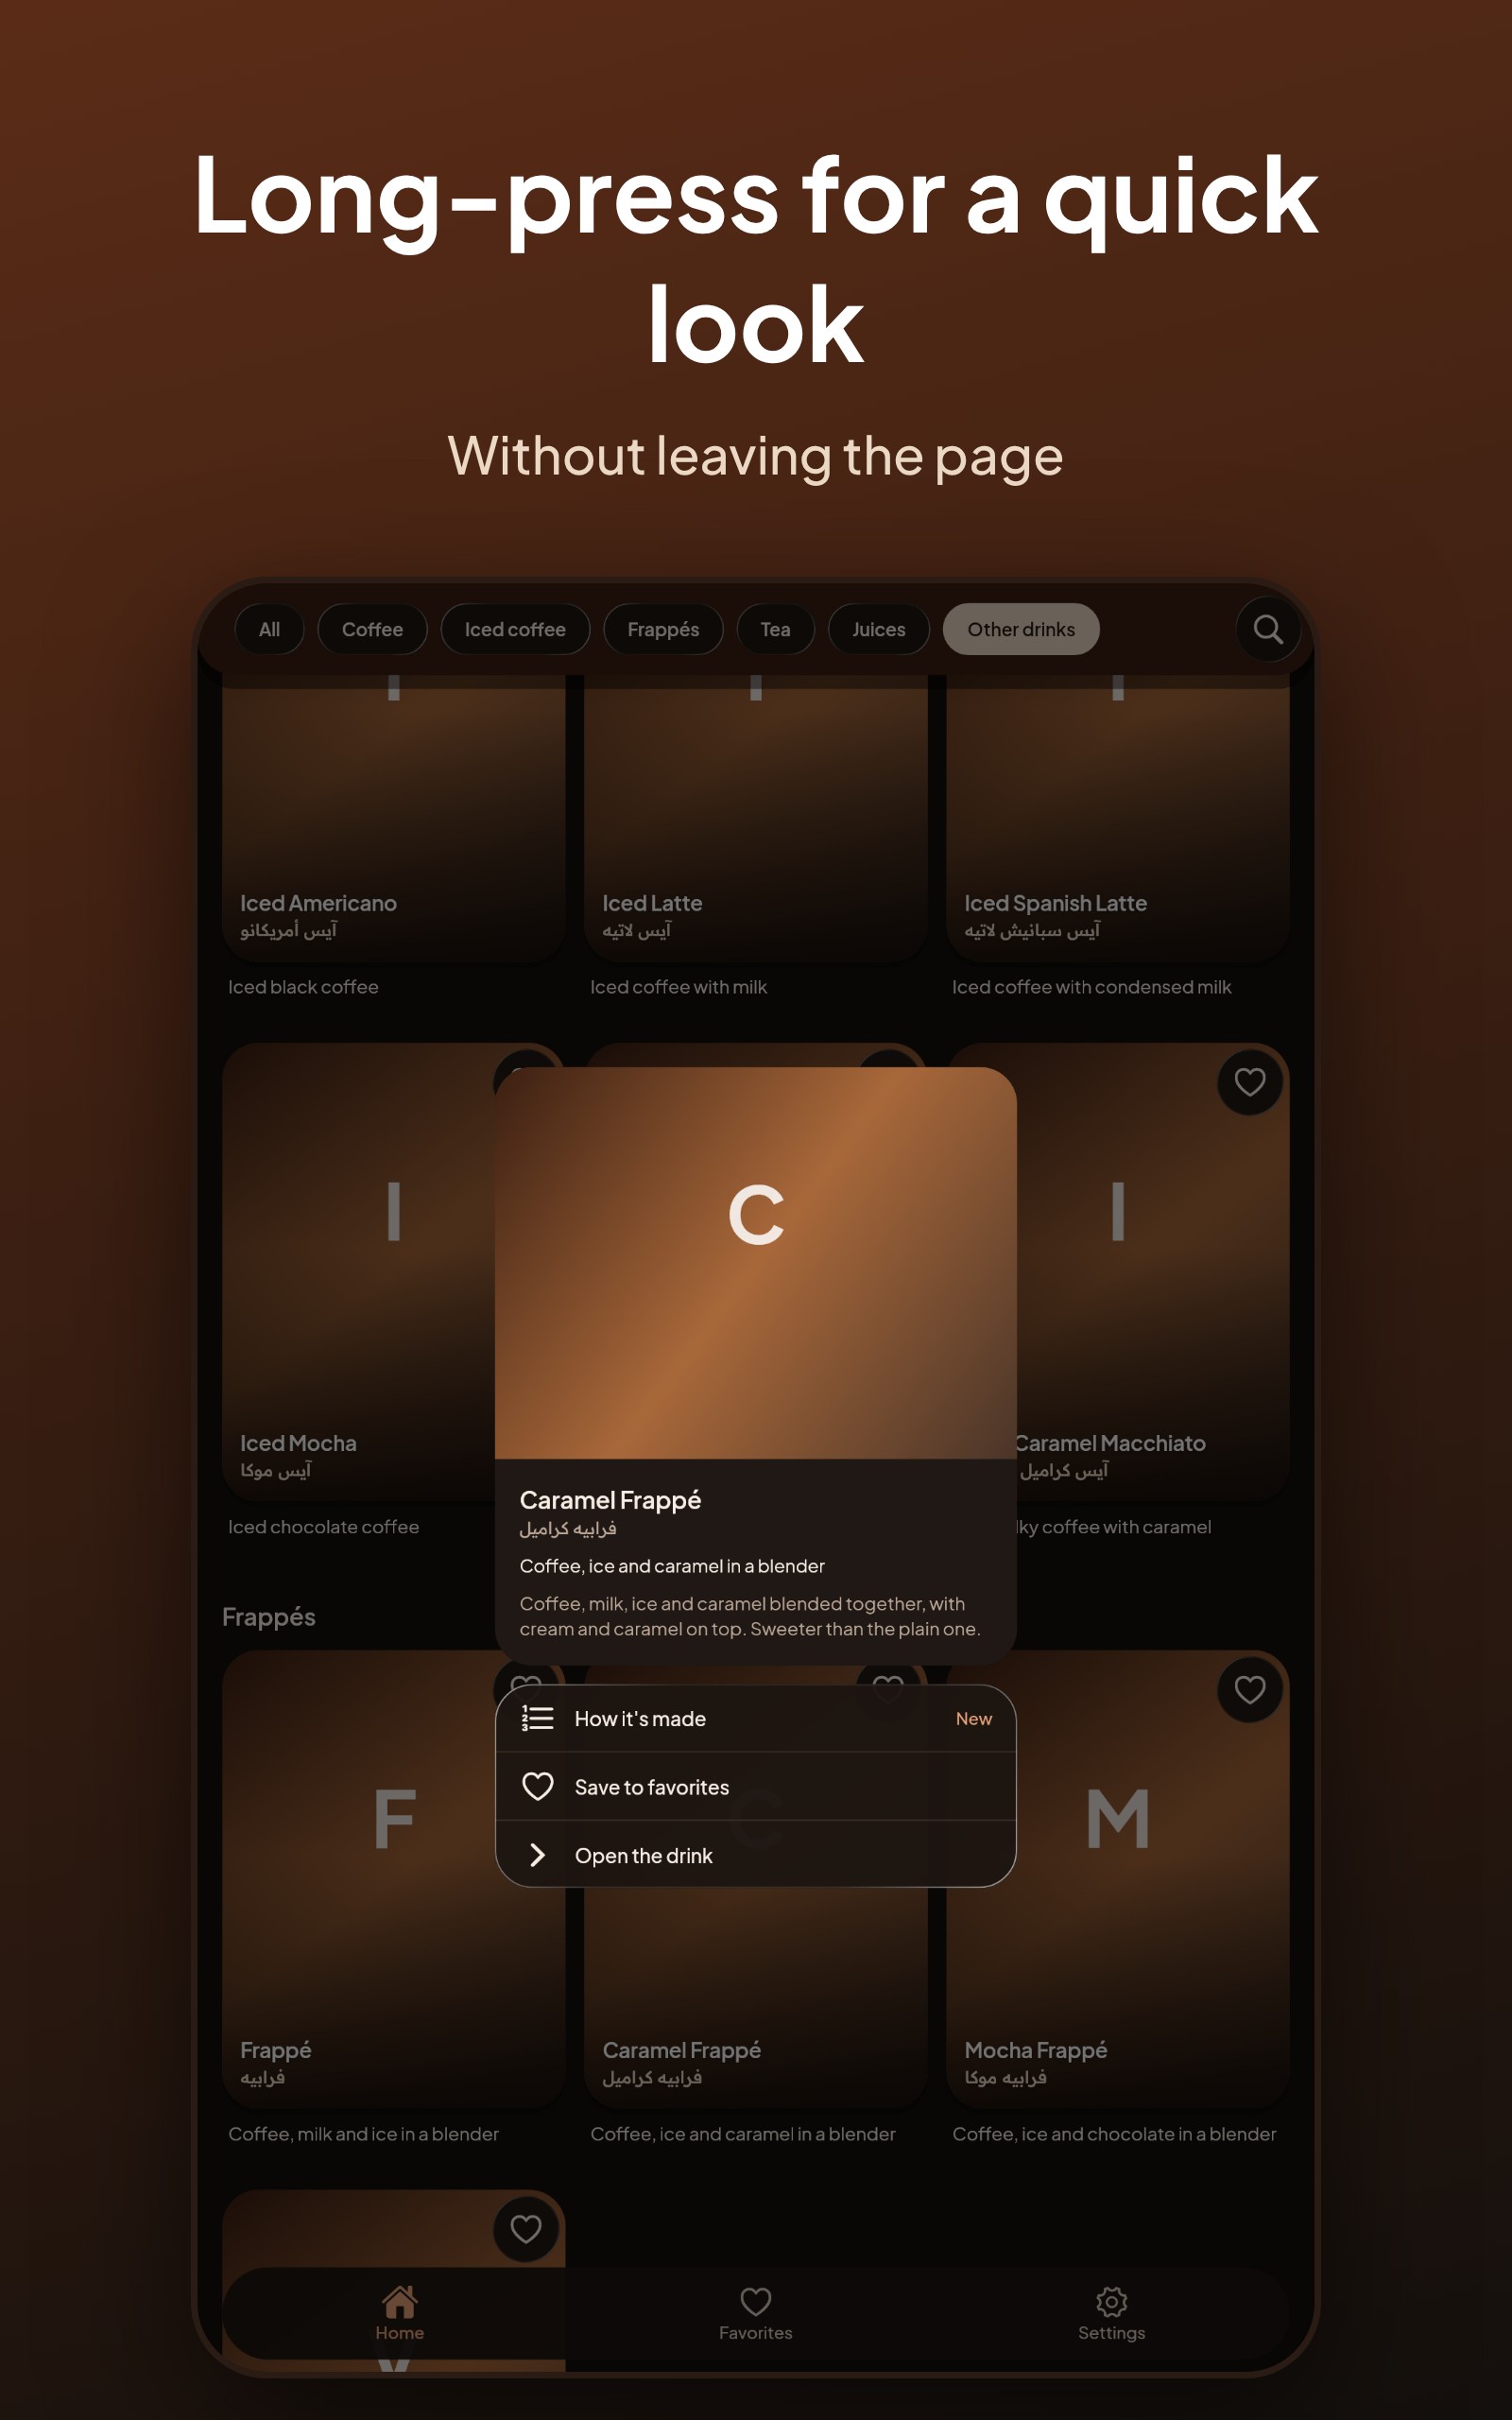 Long-press for a quick
look
Without leaving the page
All Coffee Iced coffee Frappés Tea Juices Other drinks
I I I
Iced Americano
آيس أمريكانو
Iced black coffee
Iced Latte
آيس لاتيه
Iced coffee with milk
Iced Spanish Latte
آيس سبانيش لاتيه
Iced coffee with condensed milk
I
Iced Mocha
آيس موكا
Iced chocolate coffee
I
Caramel Macchiato
آيس كراميل
coffee with caramel
C
Caramel Frappé
فرابيه كراميل
Coffee, ice and caramel in a blender
Coffee, milk, ice and caramel blended together, with
cream and caramel on top. Sweeter than the plain one.
How it's made New
Save to favorites
Open the drink
Frappés
F
Frappé
فرابيه
Coffee, milk and ice in a blender
C
Caramel Frappé
فرابيه كراميل
Coffee, ice and caramel in a blender
M
Mocha Frappé
فرابيه موكا
Coffee, ice and chocolate in a blender
Home Favorites Settings